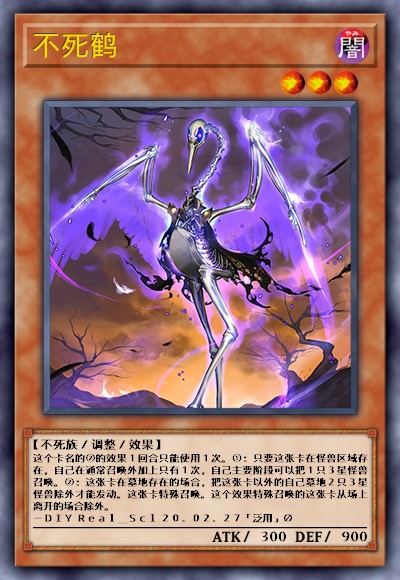 不死鹤
やみ
闇
【不死族／调整／效果】
这个卡名的②的效果１回合只能使用１次。①：只要这张卡在怪兽区域存
在，自己在通常召唤外加上只有１次，自己主要阶段可以把１只３星怪兽
召唤。②：这张卡在墓地存在的场合，把这张卡以外的自己墓地２只３星
怪兽除外才能发动。这张卡特殊召唤。这个效果特殊召唤的这张卡从场上
离开的场合除外。
－ＤＩＹＲｅａｌ＿Ｓｃｌ２０．０２．２７「泛用」∅
ATK／ 300 DEF／ 900